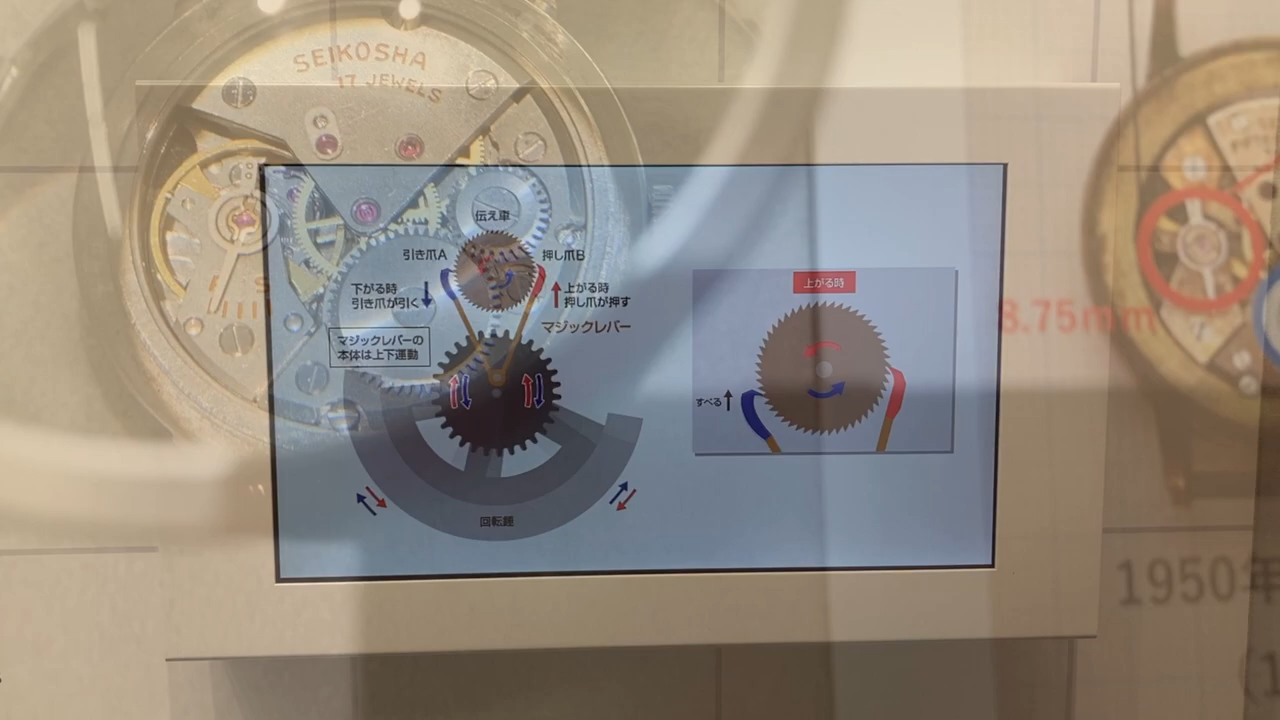 SEIKOSHA
17 JEWELS
伝え車
引き爪A
押し爪B
下がる時
引き爪が引く
上がる時
押し爪が押す
マジックレバー
マジックレバーの
本体は上下運動
回転錘
上がる時
すべる
8.75mm
1950年